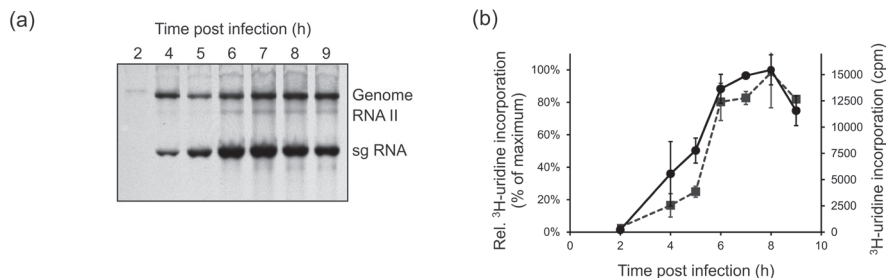 (a)
Time post infection (h)
2 4 5 6 7 8 9
Genome
RNA II
sg RNA
(b)
Rel. ³H-uridine incorporation
(% of maximum)
100%
80%
60%
40%
20%
0%
15000
12500
10000
7500
5000
2500
0
³H-uridine incorporation (cpm)
0 2 4 6 8 10
Time post infection (h)